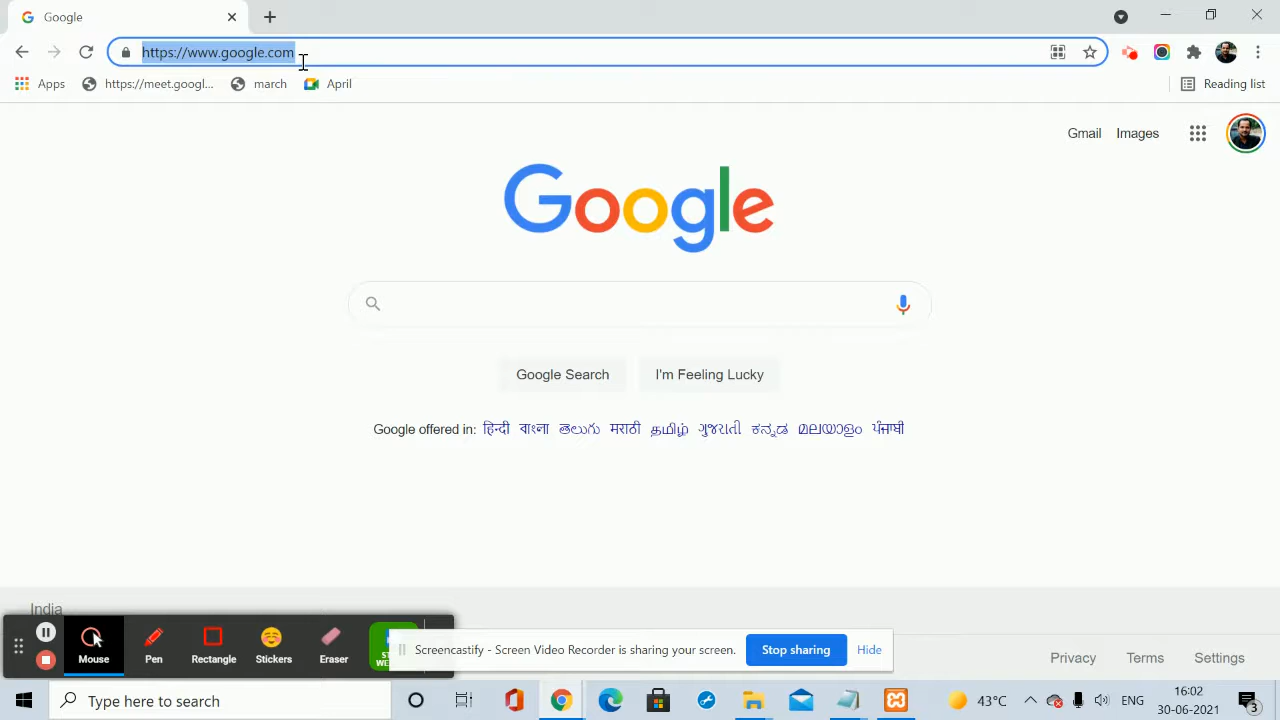 Google
https://www.google.com
Apps https://meet.googl... march April Reading list
Gmail Images
Google
Google Search I'm Feeling Lucky
Google offered in: हिन्दी বাংলা తెలుగు मराठी தமிழ் ગુજરાતી ಕನ್ನಡ മലയാളം ਪੰਜਾਬੀ
India
Mouse Pen Rectangle Stickers Eraser
Screencastify - Screen Video Recorder is sharing your screen. Stop sharing Hide
Privacy Terms Settings
Type here to search
43°C ENG 16:02
30-06-2021 3